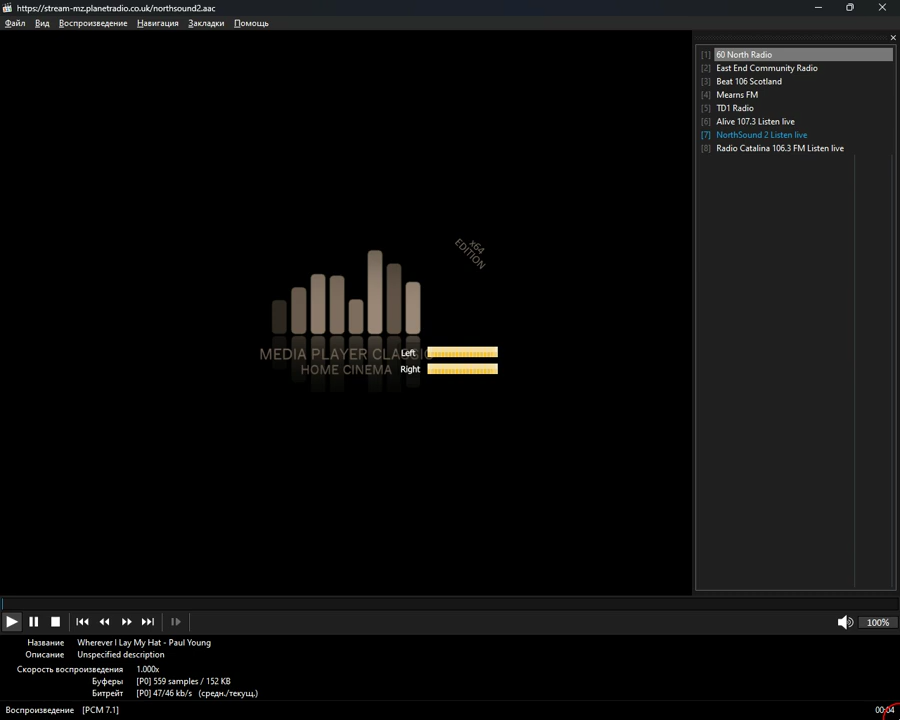 https://stream-mz.planetradio.co.uk/northsound2.aac
Файл Вид Воспроизведение Навигация Закладки Помощь
[1] 60 North Radio
[2] East End Community Radio
[3] Beat 106 Scotland
[4] Mearns FM
[5] TD1 Radio
[6] Alive 107.3 Listen live
[7] NorthSound 2 Listen live
[8] Radio Catalina 106.3 FM Listen live
x64
EDITION
MEDIA PLAYER CLASSIC
HOME CINEMA
Left
Right
100%
Название Wherever I Lay My Hat - Paul Young
Описание Unspecified description
Скорость воспроизведения 1.000x
Буферы [P0] 559 samples / 152 KB
Битрейт [P0] 47/46 kb/s (средн./текущ.)
Воспроизведение [PCM 7.1] 00:04